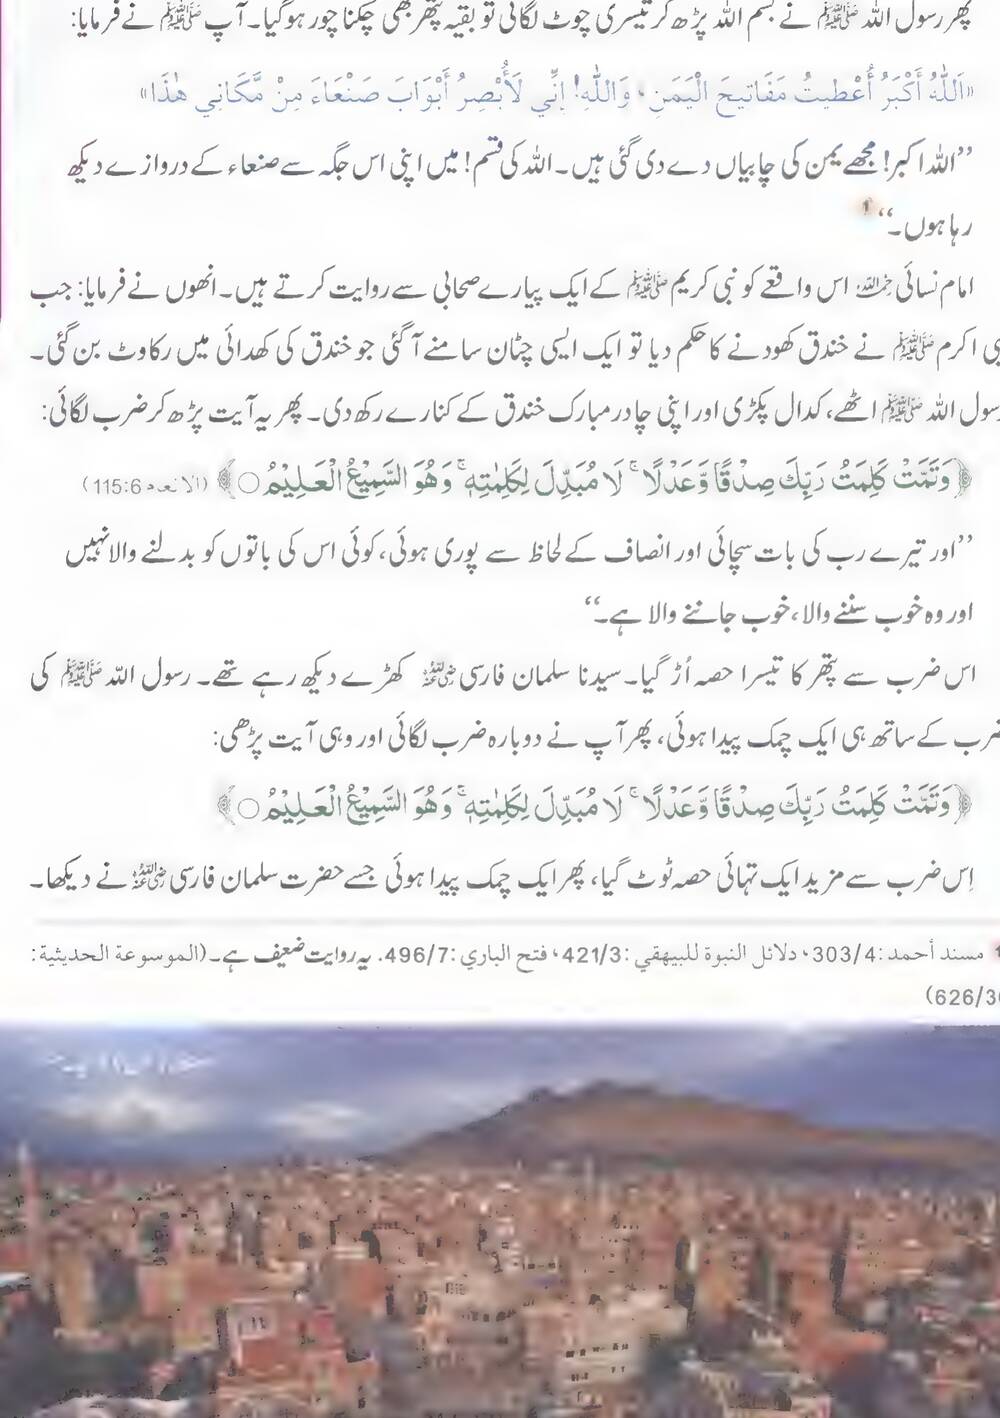 پھر رسول اللہ ﷺ نے بسم اللہ پڑھ کر تیسری چوٹ لگائی تو بقیہ پتھر بھی چکنا چور ہوگیا۔ آپ ﷺ نے فرمایا:
«اَللّٰهُ أَكْبَرُ أُعْطِيتُ مَفَاتِيحَ الْيَمَنِ، وَاللّٰهِ! إِنِّي لَأُبْصِرُ أَبْوَابَ صَنْعَاءَ مِنْ مَّكَانِي هٰذَا»
’’اللہ اکبر! مجھے یمن کی چابیاں دے دی گئی ہیں۔ اللہ کی قسم! میں اپنی اس جگہ سے صنعاء کے دروازے دیکھ
رہا ہوں۔‘‘ 1
امام نسائی رحمہ اللہ اس واقعے کو نبی کریم ﷺ کے ایک پیارے صحابی سے روایت کرتے ہیں۔ انھوں نے فرمایا: جب
بی اکرم ﷺ نے خندق کھودنے کا حکم دیا تو ایک ایسی چٹان سامنے آگئی جو خندق کی کھدائی میں رکاوٹ بن گئی۔
سول اللہ ﷺ اٹھے، کدال پکڑی اور اپنی چادر مبارک خندق کے کنارے رکھ دی۔ پھر یہ آیت پڑھ کر ضرب لگائی:
﴿وَتَمَّتْ كَلِمَتُ رَبِّكَ صِدْقًا وَّعَدْلًا ۚ لَا مُبَدِّلَ لِكَلِمٰتِهٖ ۚ وَهُوَ السَّمِيْعُ الْعَلِيْمُ ○﴾ (الانعام 115:6)
’’اور تیرے رب کی بات سچائی اور انصاف کے لحاظ سے پوری ہوئی، کوئی اس کی باتوں کو بدلنے والا نہیں
اور وہ خوب سننے والا، خوب جاننے والا ہے۔‘‘
اس ضرب سے پتھر کا تیسرا حصہ اُڑ گیا۔ سیدنا سلمان فارسی رضی اللہ عنہ کھڑے دیکھ رہے تھے۔ رسول اللہ ﷺ کی
ضرب کے ساتھ ہی ایک چمک پیدا ہوئی، پھر آپ نے دوبارہ ضرب لگائی اور وہی آیت پڑھی:
﴿وَتَمَّتْ كَلِمَتُ رَبِّكَ صِدْقًا وَّعَدْلًا ۚ لَا مُبَدِّلَ لِكَلِمٰتِهٖ ۚ وَهُوَ السَّمِيْعُ الْعَلِيْمُ ○﴾
اِس ضرب سے مزید ایک تہائی حصہ ٹوٹ گیا، پھر ایک چمک پیدا ہوئی جسے حضرت سلمان فارسی رضی اللہ عنہ نے دیکھا۔
1 مسند أحمد: 303/4، دلائل النبوة للبيهقي: 421/3، فتح الباري: 496/7. یہ روایت ضعیف ہے۔ (الموسوعة الحديثية:
626/30)